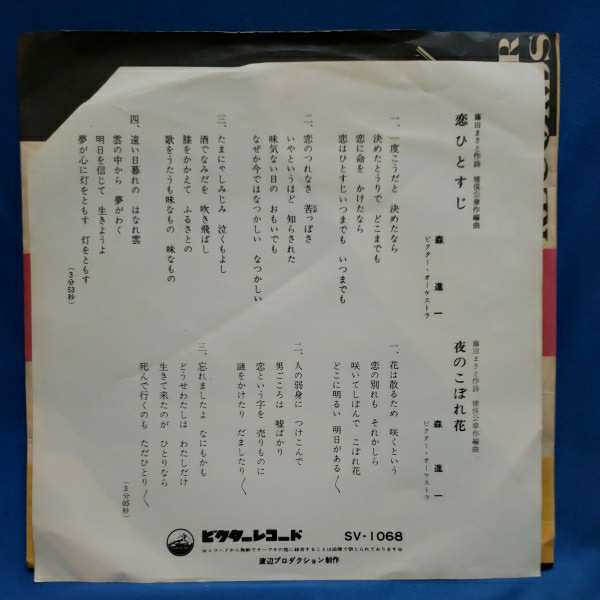 藤田まさと作詩 猪俣公章作編曲
恋ひとすじ
森進一
ビクター・オーケストラ
一、一度こうだと 決めたなら
決めたとうりで どこまでも
恋に命を かけたなら
恋はひとすじいつまでも いつまでも
二、恋のつれなさ 苦っぽさ
いやというほど 知らされた
味気ない日の おもいでも
なぜか今ではなつかしい なつかしい
三、たまにゃしみじみ 泣くもよし
酒でなみだを 吹き飛ばし
膝をかかえて ふるさとの
歌をうたうも味なもの 味なもの
四、遠い日暮れの はなれ雲
雲の中から 夢がわく
明日を信じて 生きようよ
夢が心に灯をともす 灯をともす
(3分53秒)
藤田まさと作詩 猪俣公章作編曲
夜のこぼれ花
森進一
ビクター・オーケストラ
一、花は散るため 咲くという
恋の別れも それかしら
咲いてしぼんで こぼれ花
どこに明るい 明日がある〱
二、人の弱身に つけこんで
男ごころは 嘘ばかり
恋という字を 売りものに
謎をかけたり だましたり〱
三、忘れましたよ なにもかも
どうせわたしは わたしだけ
生きて来たのが ひとりなら
死んで行くのも ただひとり〱
(3分05秒)
ビクターレコード SV-1068
渡辺プロダクション制作